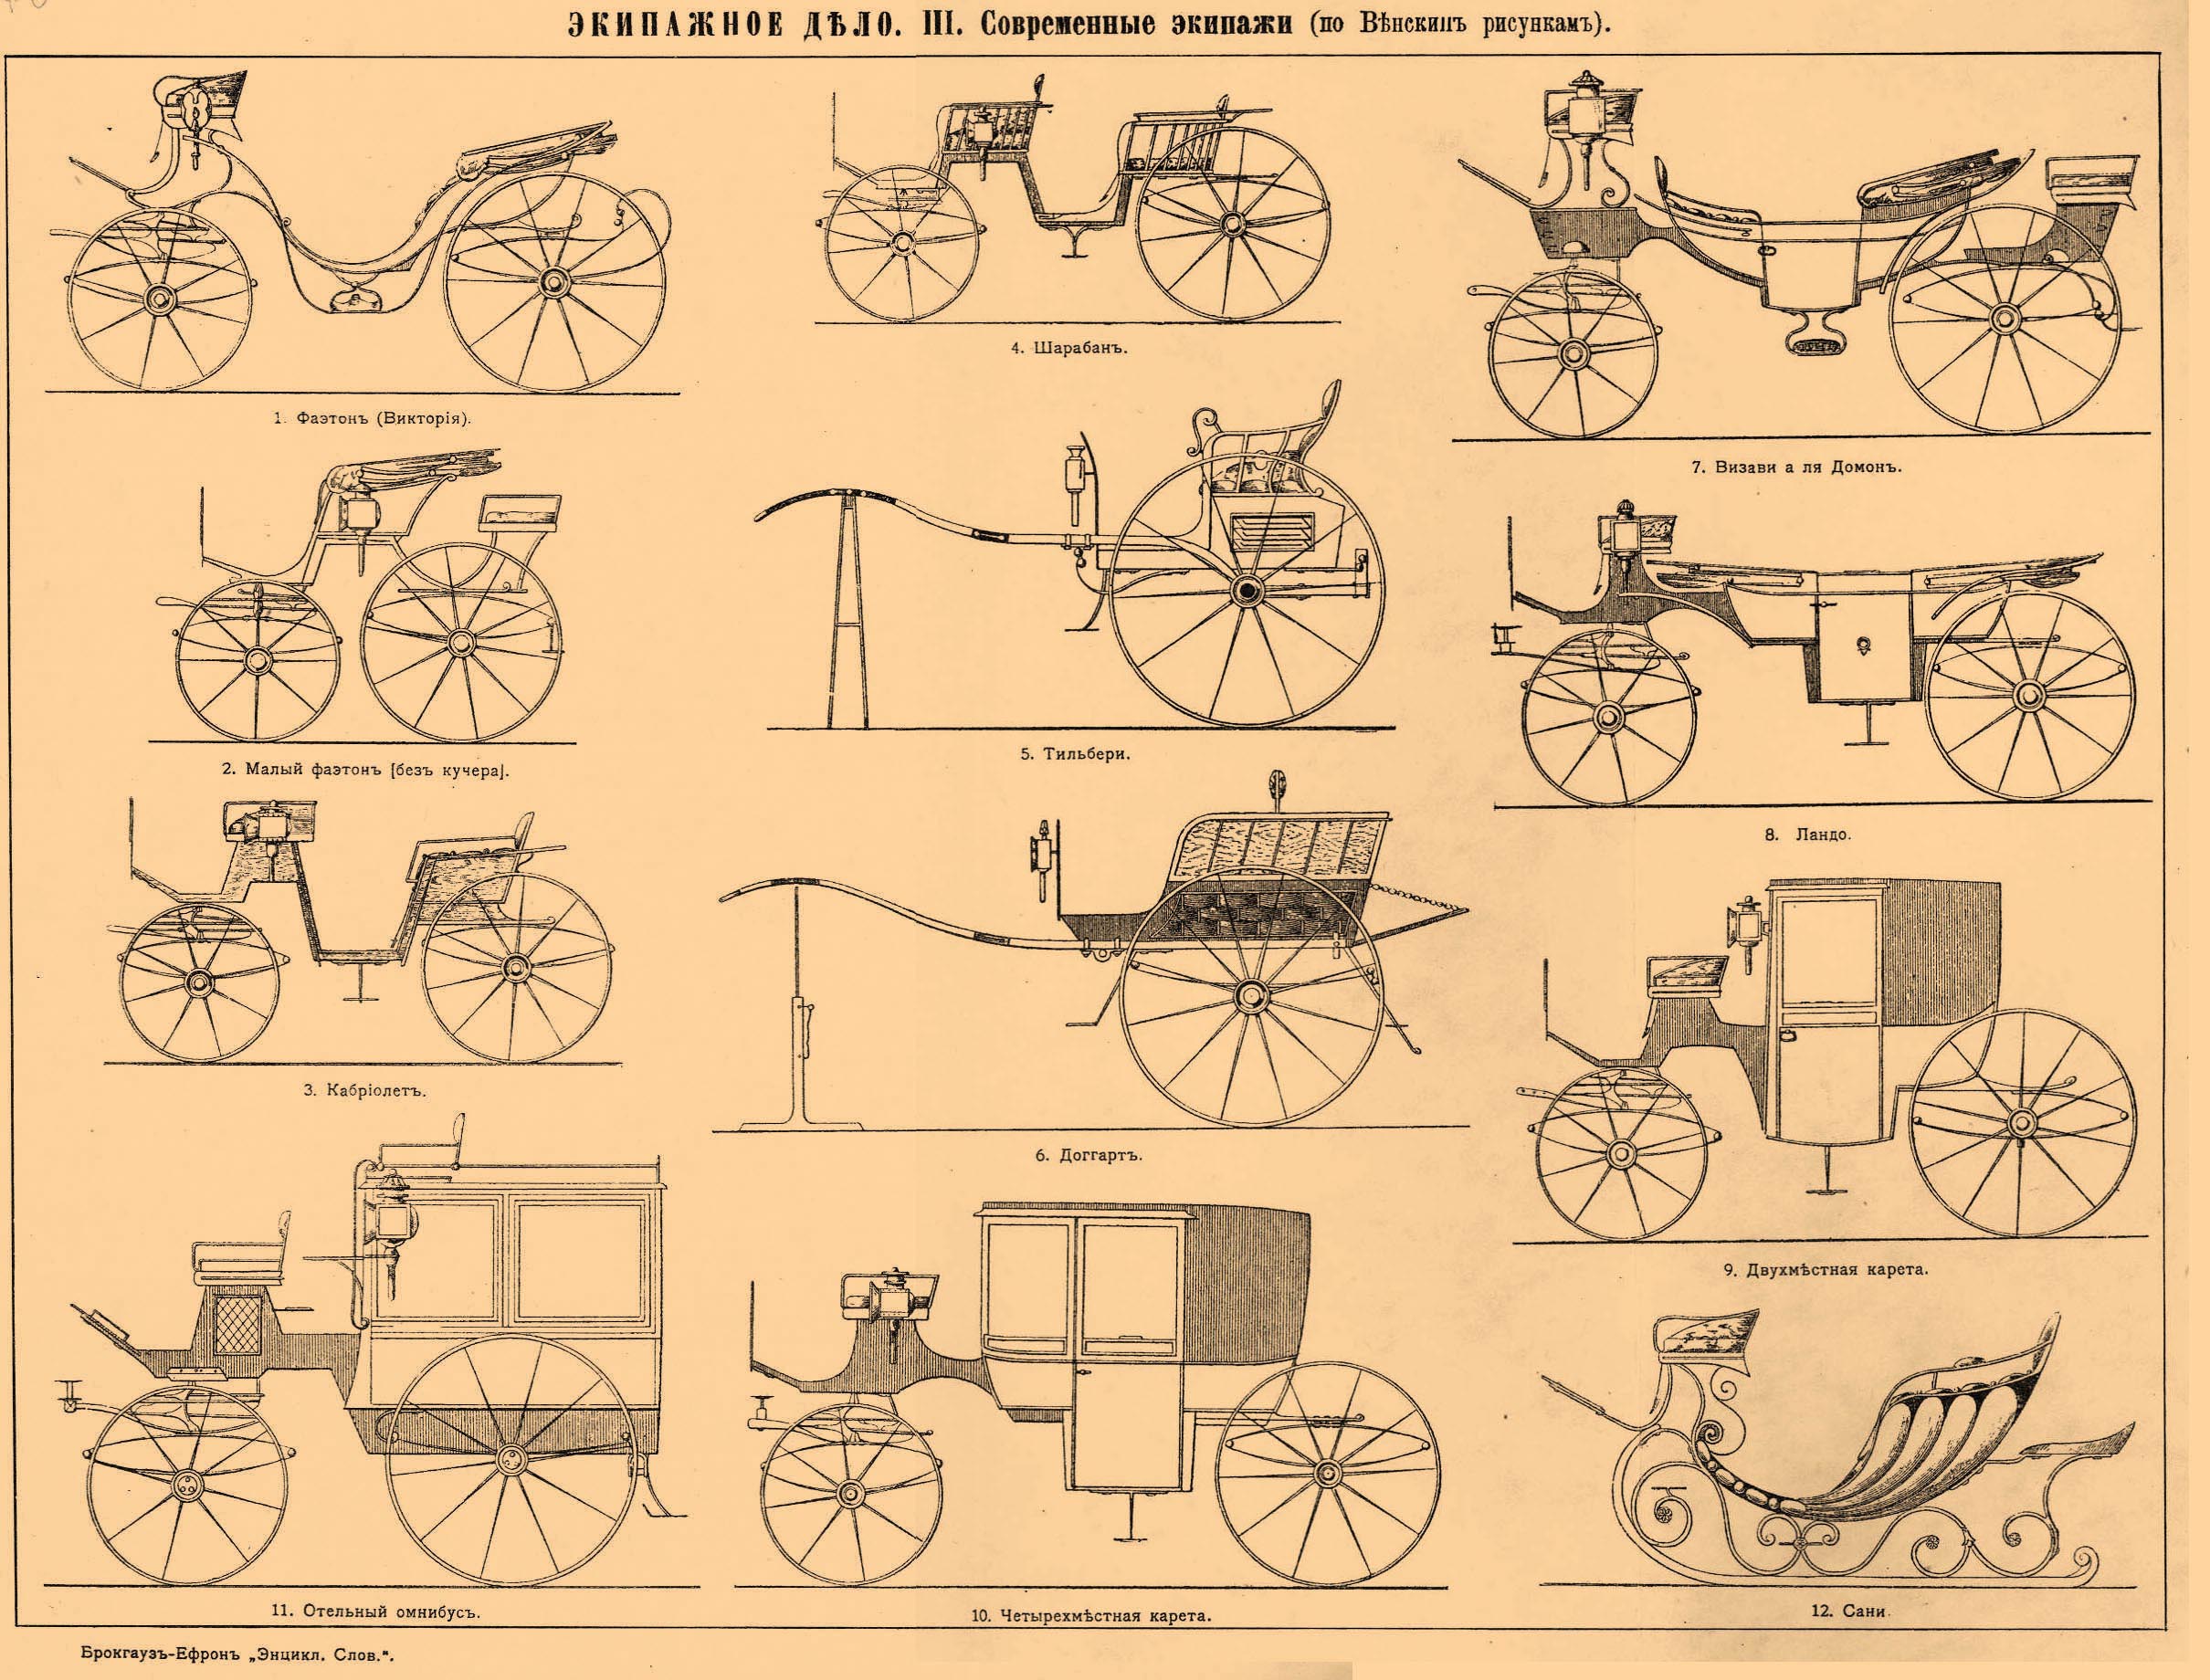 ЭКИПАЖНОЕ ДѢЛО. III. Современные экипажи (по Вѣнскимъ рисункамъ).
1. Фаэтонъ (Викторія).
2. Малый фаэтонъ [безъ кучера].
3. Кабріолетъ.
4. Шарабанъ.
5. Тильбери.
6. Доггартъ.
7. Визави а ля Домонъ.
8. Ландо.
9. Двухмѣстная карета.
11. Отельный омнибусъ.
10. Четырехмѣстная карета.
12. Сани.
Брокгаузъ-Ефронъ „Энцикл. Слов.".